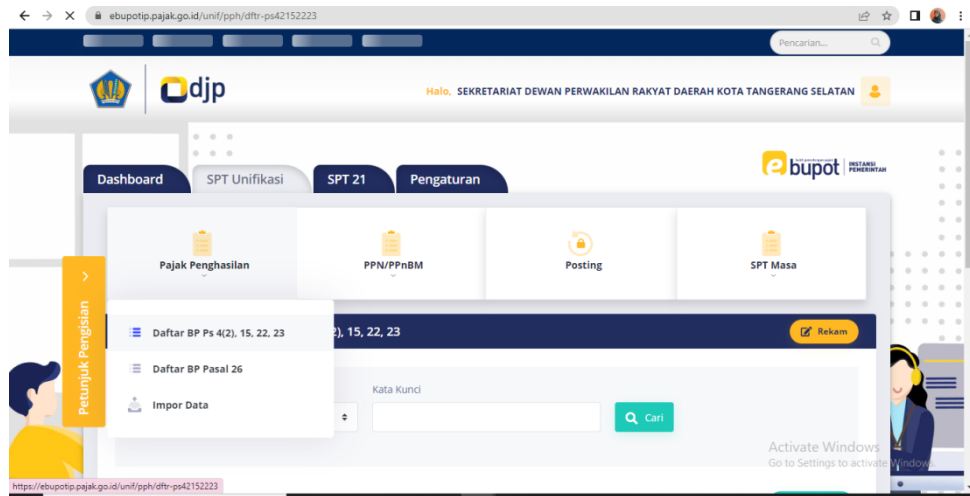 ebupotip.pajak.go.id/unif/pph/dftr-ps42152223
Pencarian...
djp
Halo, SEKRETARIAT DEWAN PERWAKILAN RAKYAT DAERAH KOTA TANGERANG SELATAN
Dashboard
SPT Unifikasi
SPT 21
Pengaturan
e bupot INSTANSI
PEMERINTAH
Pajak Penghasilan
PPN/PPnBM
Posting
SPT Masa
Petunjuk Pengisian
Daftar BP Ps 4(2), 15, 22, 23
2), 15, 22, 23
Rekam
Daftar BP Pasal 26
Impor Data
Kata Kunci
Cari
Activate Windows
Go to Settings to activate Windows.
https://ebupotip.pajak.go.id/unif/pph/dftr-ps42152223